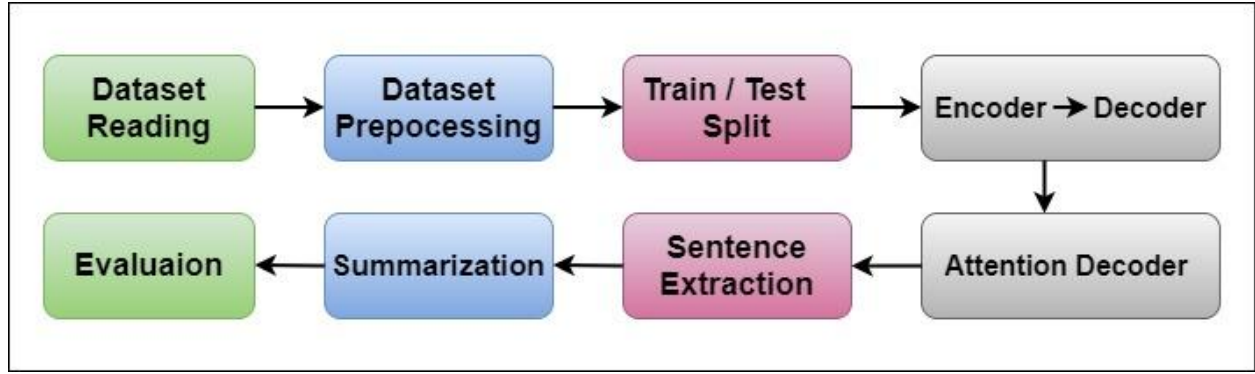 Dataset
Reading
Dataset
Prepocessing
Train / Test
Split
Encoder → Decoder
Evaluaion
Summarization
Sentence
Extraction
Attention Decoder